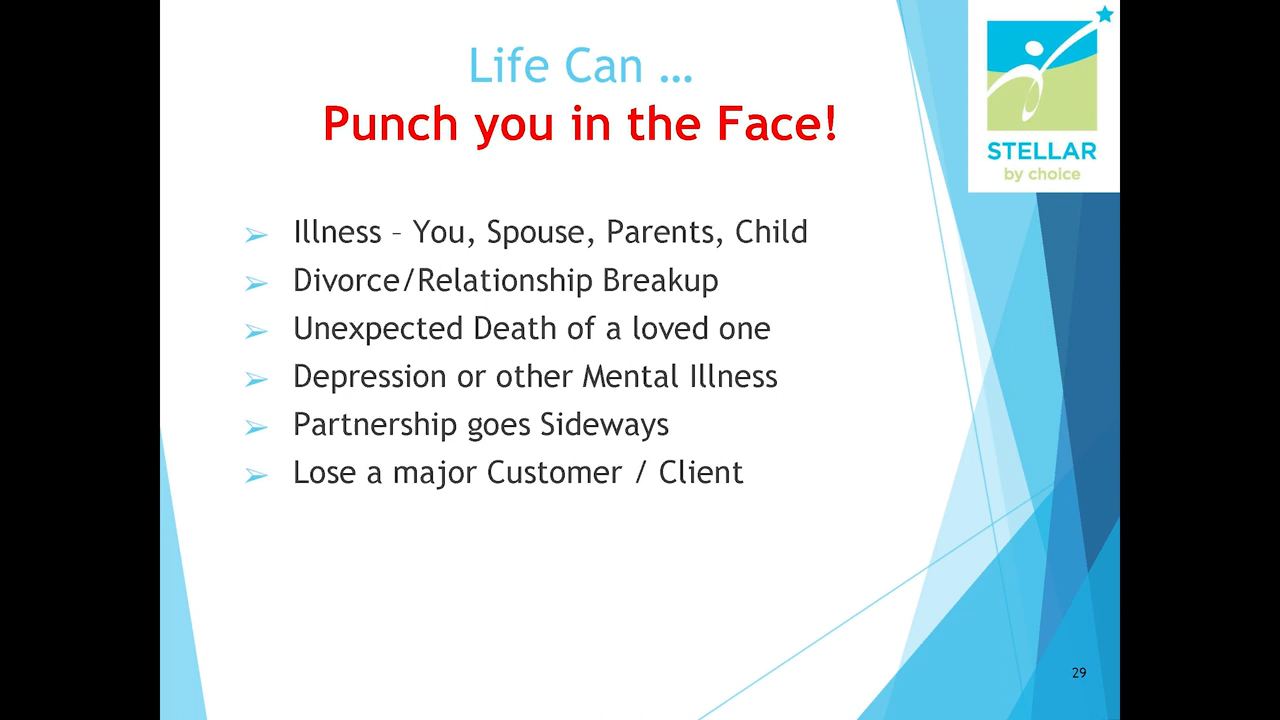 Life Can …
Punch you in the Face!
STELLAR
by choice
➢ Illness – You, Spouse, Parents, Child
➢ Divorce/Relationship Breakup
➢ Unexpected Death of a loved one
➢ Depression or other Mental Illness
➢ Partnership goes Sideways
➢ Lose a major Customer / Client
29